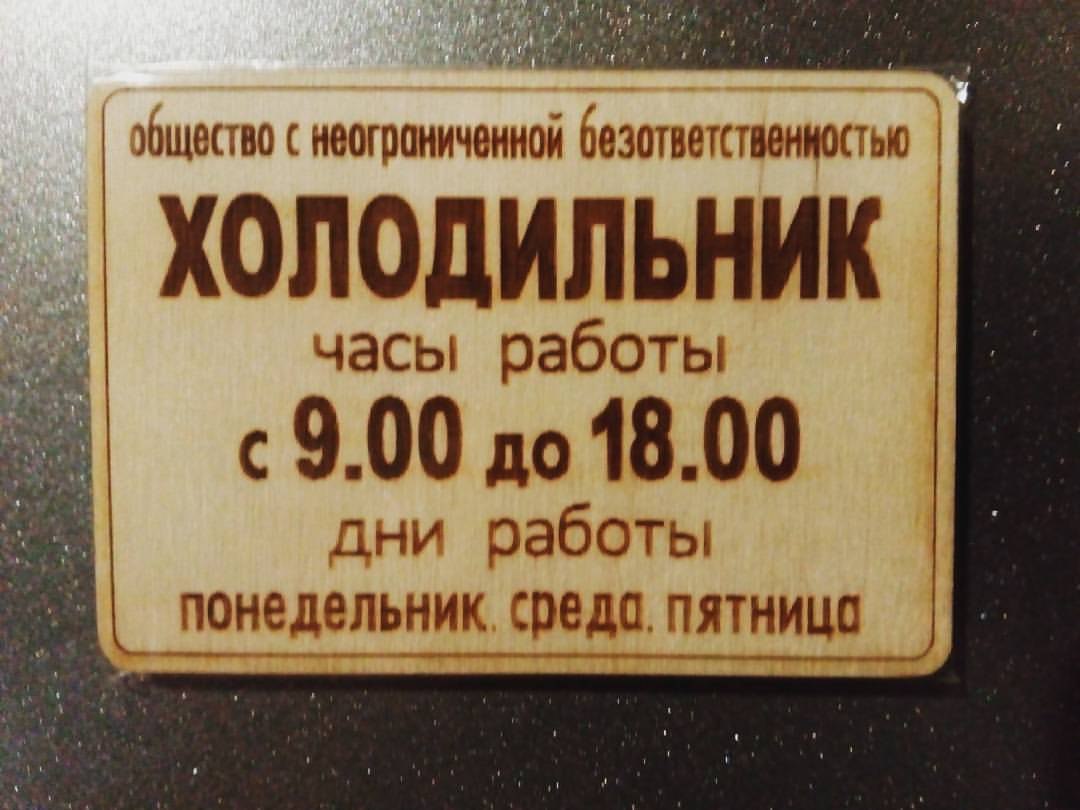 общество с неограниченной безответственностью
ХОЛОДИЛЬНИК
часы работы
с 9.00 до 18.00
дни работы
понедельник. среда. пятница